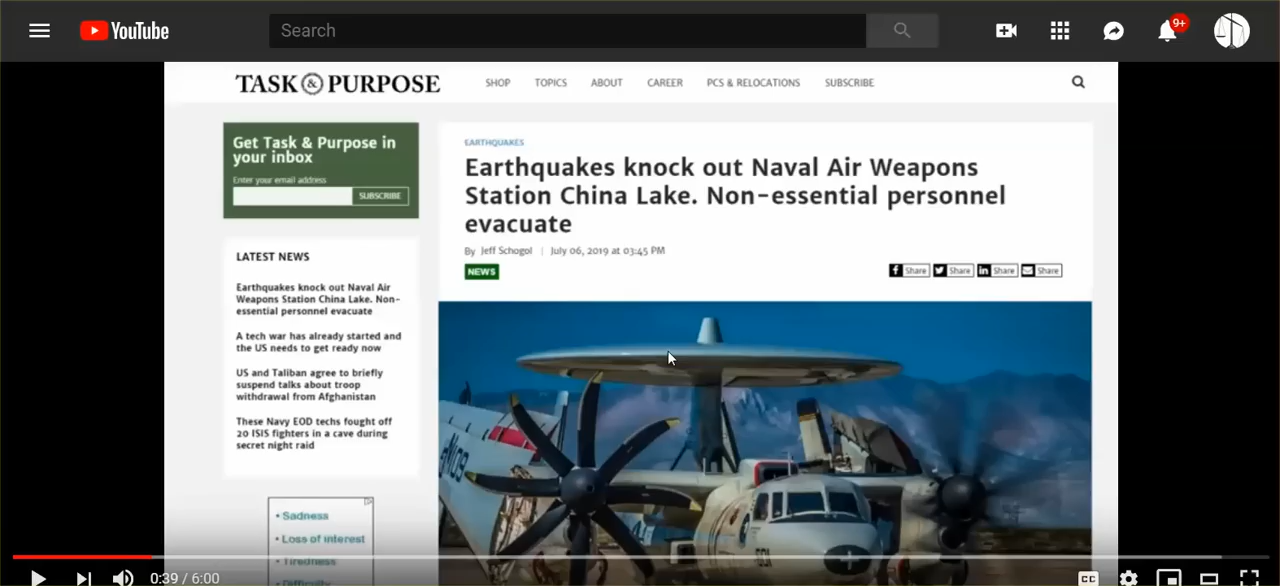 YouTube
Search
9+
TASK & PURPOSE
SHOP TOPICS ABOUT CAREER PCS & RELOCATIONS SUBSCRIBE
Get Task & Purpose in
your inbox
Enter your email address
SUBSCRIBE
LATEST NEWS
Earthquakes knock out Naval Air
Weapons Station China Lake. Non-
essential personnel evacuate
A tech war has already started and
the US needs to get ready now
US and Taliban agree to briefly
suspend talks about troop
withdrawal from Afghanistan
These Navy EOD techs fought off
20 ISIS fighters in a cave during
secret night raid
• Sadness
• Loss of interest
• Tiredness
• Difficulty
EARTHQUAKES
Earthquakes knock out Naval Air Weapons
Station China Lake. Non-essential personnel
evacuate
By Jeff Schogol | July 06, 2019 at 03:45 PM
NEWS
Share Share Share Share
0:39 / 6:00
CC